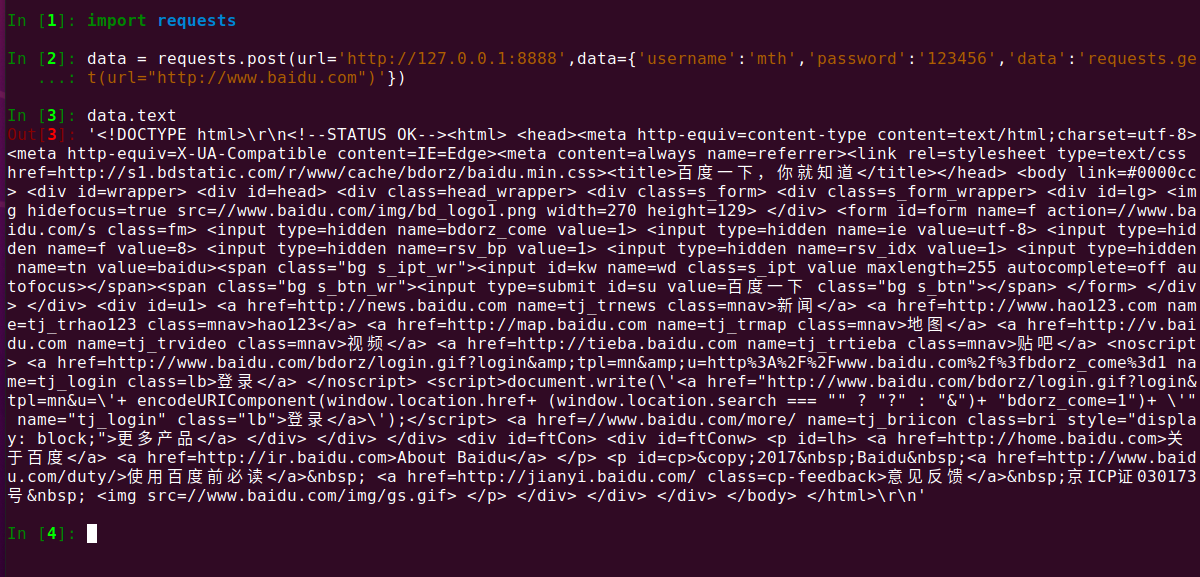 In [1]: import requests
In [2]: data = requests.post(url='http://127.0.0.1:8888',data={'username':'mth','password':'123456','data':'requests.ge
...: t(url="http://www.baidu.com")'})
In [3]: data.text
Out[3]: '<!DOCTYPE html>\r\n<!--STATUS OK--><html> <head><meta http-equiv=content-type content=text/html;charset=utf-8>
<meta http-equiv=X-UA-Compatible content=IE=Edge><meta content=always name=referrer><link rel=stylesheet type=text/css
href=http://s1.bdstatic.com/r/www/cache/bdorz/baidu.min.css><title>百度一下，你就知道</title></head> <body link=#0000cc
> <div id=wrapper> <div id=head> <div class=head_wrapper> <div class=s_form> <div class=s_form_wrapper> <div id=lg> <im
g hidefocus=true src=//www.baidu.com/img/bd_logo1.png width=270 height=129> </div> <form id=form name=f action=//www.ba
idu.com/s class=fm> <input type=hidden name=bdorz_come value=1> <input type=hidden name=ie value=utf-8> <input type=hid
den name=f value=8> <input type=hidden name=rsv_bp value=1> <input type=hidden name=rsv_idx value=1> <input type=hidden
name=tn value=baidu><span class="bg s_ipt_wr"><input id=kw name=wd class=s_ipt value maxlength=255 autocomplete=off au
tofocus></span><span class="bg s_btn_wr"><input type=submit id=su value=百度一下 class="bg s_btn"></span> </form> </div
> </div> <div id=u1> <a href=http://news.baidu.com name=tj_trnews class=mnav>新闻</a> <a href=http://www.hao123.com nam
e=tj_trhao123 class=mnav>hao123</a> <a href=http://map.baidu.com name=tj_trmap class=mnav>地图</a> <a href=http://v.bai
du.com name=tj_trvideo class=mnav>视频</a> <a href=http://tieba.baidu.com name=tj_trtieba class=mnav>贴吧</a> <noscript
> <a href=http://www.baidu.com/bdorz/login.gif?login&amp;tpl=mn&amp;u=http%3A%2F%2Fwww.baidu.com%2f%3fbdorz_come%3d1 na
me=tj_login class=lb>登录</a> </noscript> <script>document.write(\'<a href="http://www.baidu.com/bdorz/login.gif?login&
tpl=mn&u=\'+ encodeURIComponent(window.location.href+ (window.location.search === "" ? "?" : "&")+ "bdorz_come=1")+ \'"
name="tj_login" class="lb">登录</a>\');</script> <a href=//www.baidu.com/more/ name=tj_briicon class=bri style="displa
y: block;">更多产品</a> </div> </div> </div> <div id=ftCon> <div id=ftConw> <p id=lh> <a href=http://home.baidu.com>关
于百度</a> <a href=http://ir.baidu.com>About Baidu</a> </p> <p id=cp>&copy;2017&nbsp;Baidu&nbsp;<a href=http://www.baid
u.com/duty/>使用百度前必读</a>&nbsp; <a href=http://jianyi.baidu.com/ class=cp-feedback>意见反馈</a>&nbsp;京ICP证030173
号&nbsp; <img src=//www.baidu.com/img/gs.gif> </p> </div> </div> </div> </body> </html>\r\n'
In [4]: